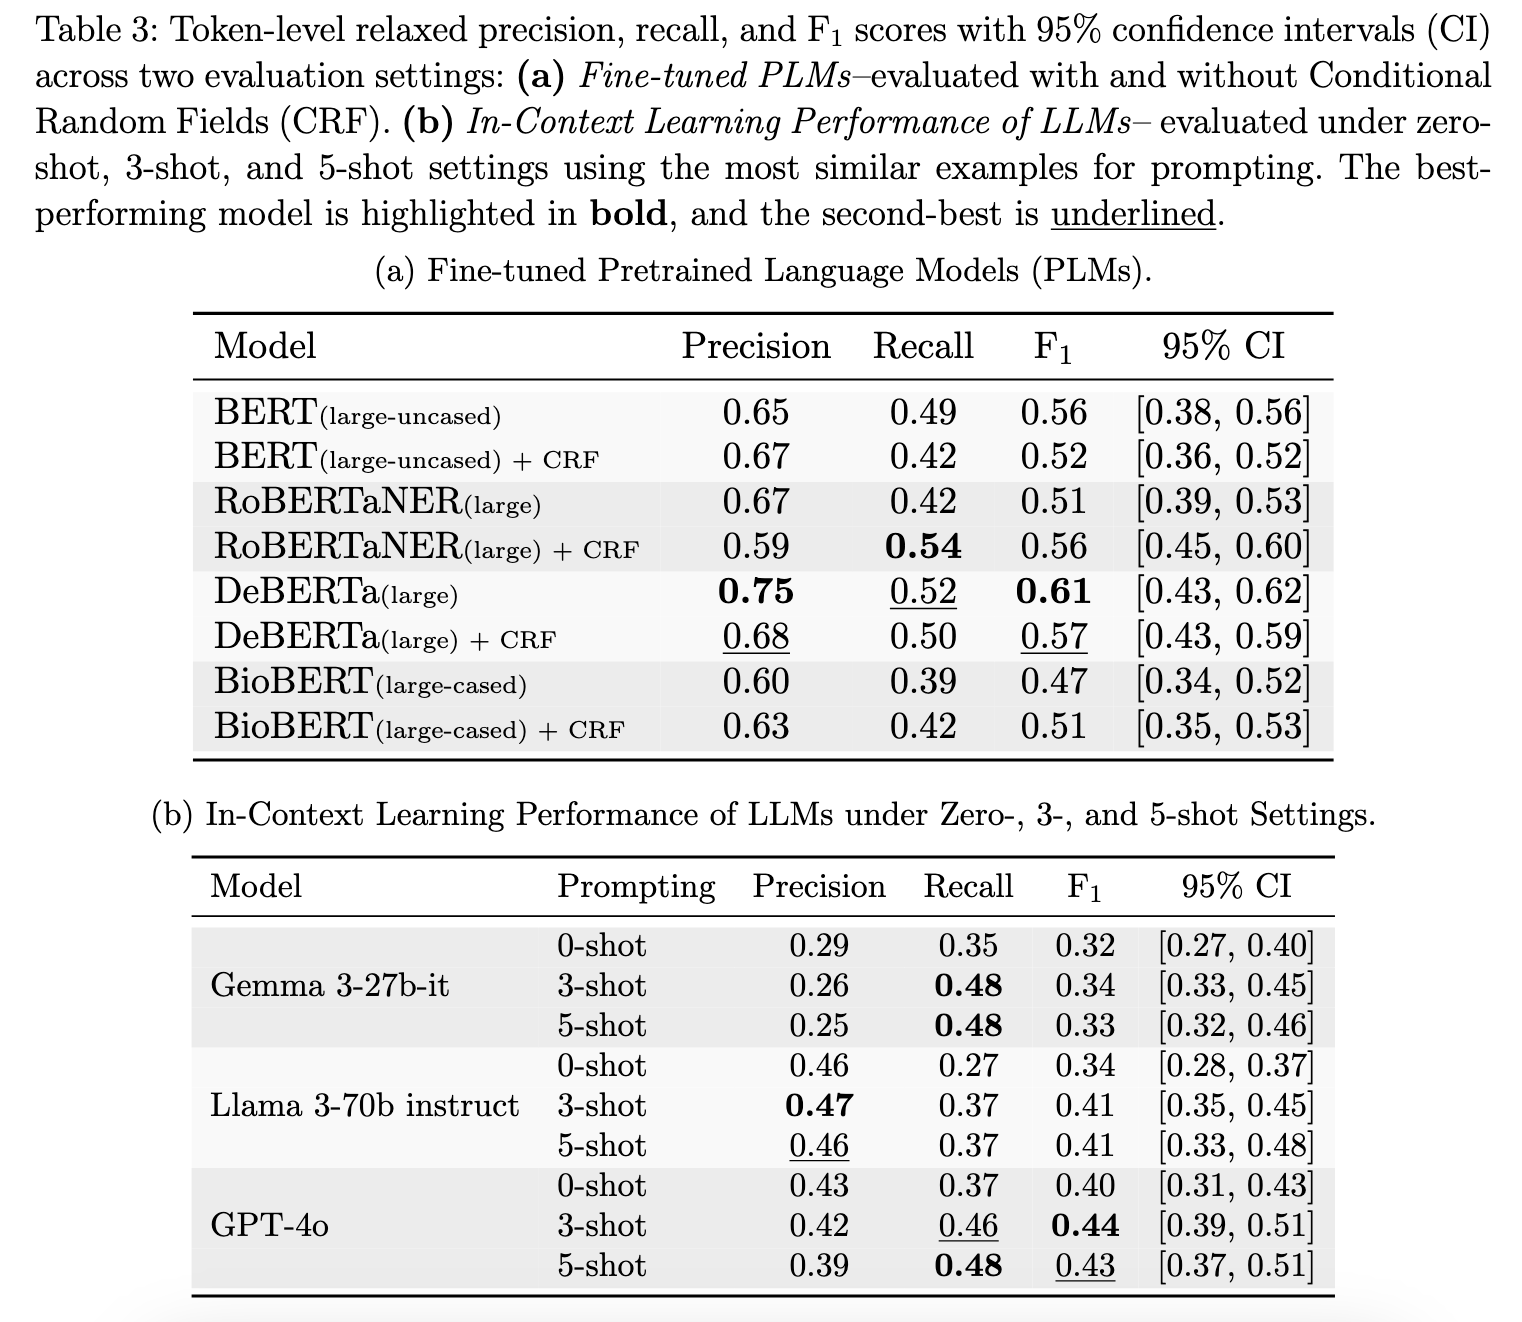 Table 3: Token-level relaxed precision, recall, and F₁ scores with 95% confidence intervals (CI)
across two evaluation settings: (a) Fine-tuned PLMs–evaluated with and without Conditional
Random Fields (CRF). (b) In-Context Learning Performance of LLMs– evaluated under zero-
shot, 3-shot, and 5-shot settings using the most similar examples for prompting. The best-
performing model is highlighted in bold, and the second-best is underlined.
(a) Fine-tuned Pretrained Language Models (PLMs).
Model Precision Recall F₁ 95% CI
BERT(large-uncased) 0.65 0.49 0.56 [0.38, 0.56]
BERT(large-uncased) + CRF 0.67 0.42 0.52 [0.36, 0.52]
RoBERTaNER(large) 0.67 0.42 0.51 [0.39, 0.53]
RoBERTaNER(large) + CRF 0.59 0.54 0.56 [0.45, 0.60]
DeBERTa(large) 0.75 0.52 0.61 [0.43, 0.62]
DeBERTa(large) + CRF 0.68 0.50 0.57 [0.43, 0.59]
BioBERT(large-cased) 0.60 0.39 0.47 [0.34, 0.52]
BioBERT(large-cased) + CRF 0.63 0.42 0.51 [0.35, 0.53]
(b) In-Context Learning Performance of LLMs under Zero-, 3-, and 5-shot Settings.
Model Prompting Precision Recall F₁ 95% CI
0-shot 0.29 0.35 0.32 [0.27, 0.40]
Gemma 3-27b-it 3-shot 0.26 0.48 0.34 [0.33, 0.45]
5-shot 0.25 0.48 0.33 [0.32, 0.46]
0-shot 0.46 0.27 0.34 [0.28, 0.37]
Llama 3-70b instruct 3-shot 0.47 0.37 0.41 [0.35, 0.45]
5-shot 0.46 0.37 0.41 [0.33, 0.48]
0-shot 0.43 0.37 0.40 [0.31, 0.43]
GPT-4o 3-shot 0.42 0.46 0.44 [0.39, 0.51]
5-shot 0.39 0.48 0.43 [0.37, 0.51]